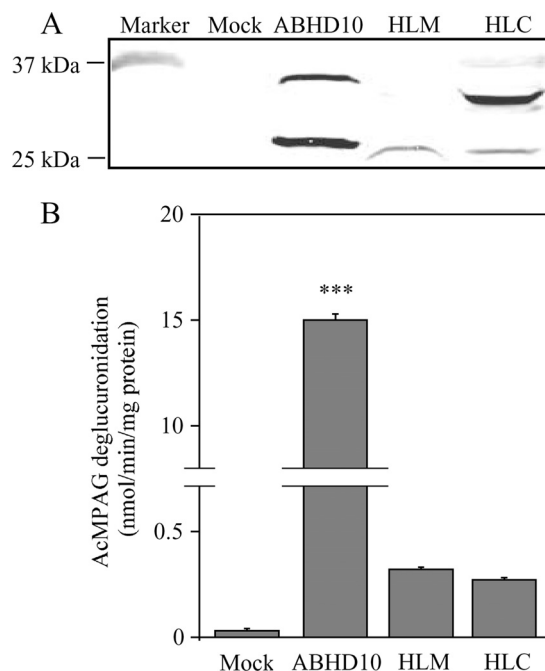 A
Marker Mock ABHD10 HLM HLC
37 kDa
25 kDa
B
AcMPAG deglucuronidation
(nmol/min/mg protein)
20
***
15
10
0.5
0
Mock ABHD10 HLM HLC